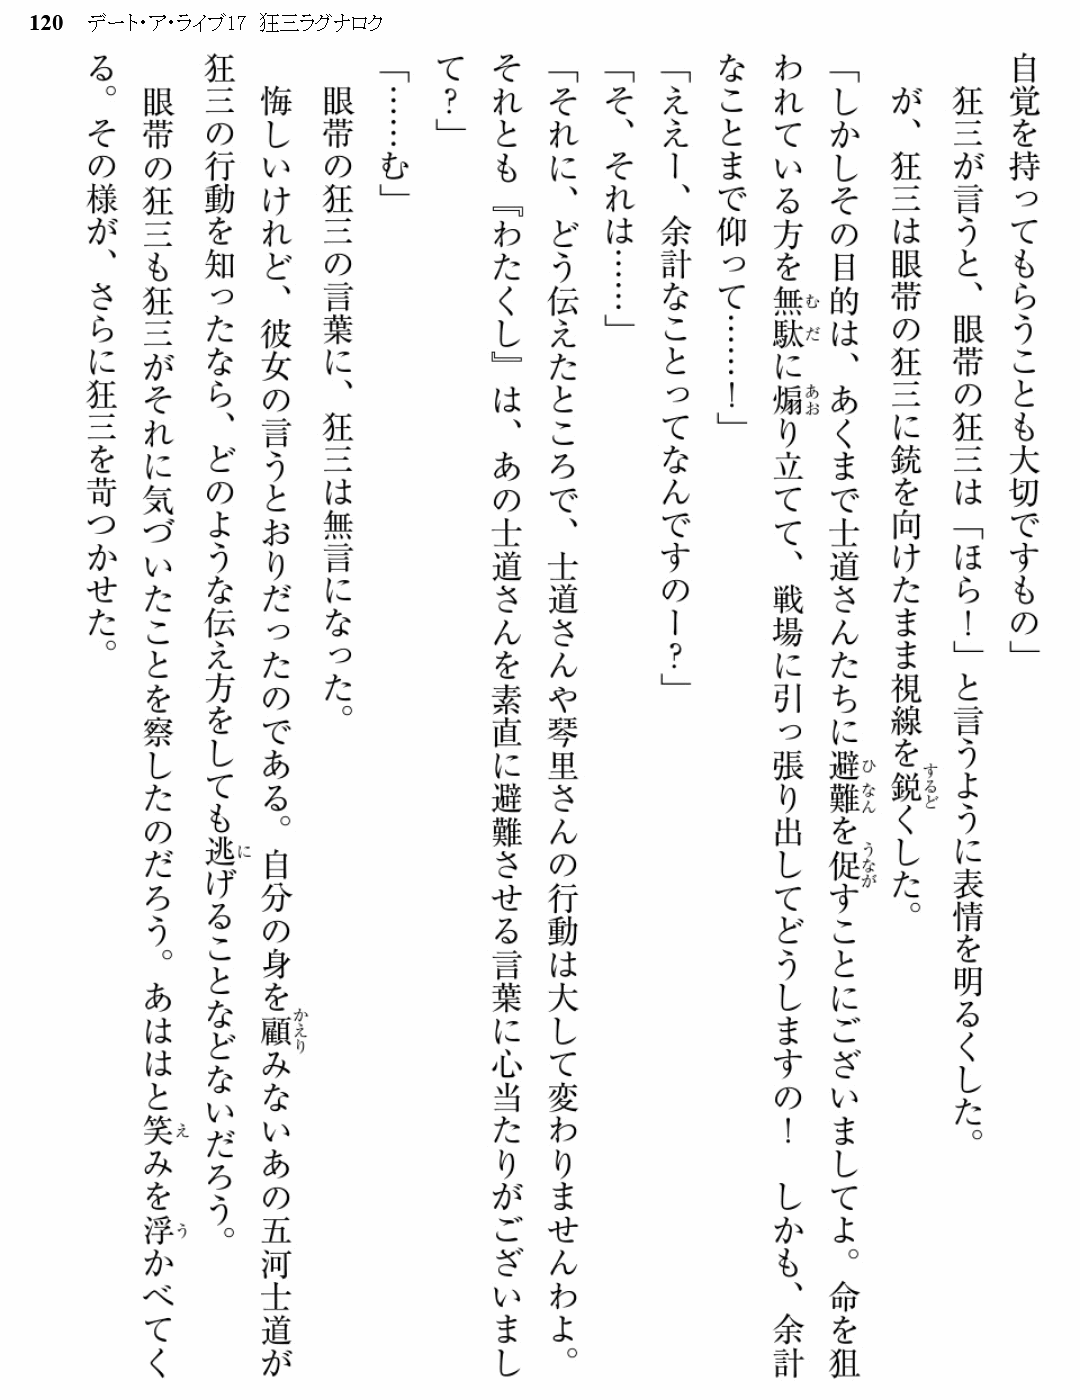 120 デート・ア・ライブ17 狂三ラグナロク
自覚を持ってもらうことも大切ですもの」
狂三が言うと、眼帯の狂三は「ほら！」と言うように表情を明るくした。
が、狂三は眼帯の狂三に銃を向けたまま視線を鋭くした。
「しかしその目的は、あくまで士道さんたちに避難を促すことにございましてよ。命を狙
われている方を無駄に煽り立てて、戦場に引っ張り出してどうしますの！　しかも、余計
なことまで仰って……！」
「ええー、余計なことってなんですのー？」
「そ、それは……」
「それに、どう伝えたところで、士道さんや琴里さんの行動は大して変わりませんわよ。
それとも『わたくし』は、あの士道さんを素直に避難させる言葉に心当たりがございまし
て？」
「……む」
眼帯の狂三の言葉に、狂三は無言になった。
悔しいけれど、彼女の言うとおりだったのである。自分の身を顧みないあの五河士道が
狂三の行動を知ったなら、どのような伝え方をしても逃げることなどないだろう。
眼帯の狂三も狂三がそれに気づいたことを察したのだろう。あははと笑みを浮かべてく
る。その様が、さらに狂三を苛つかせた。